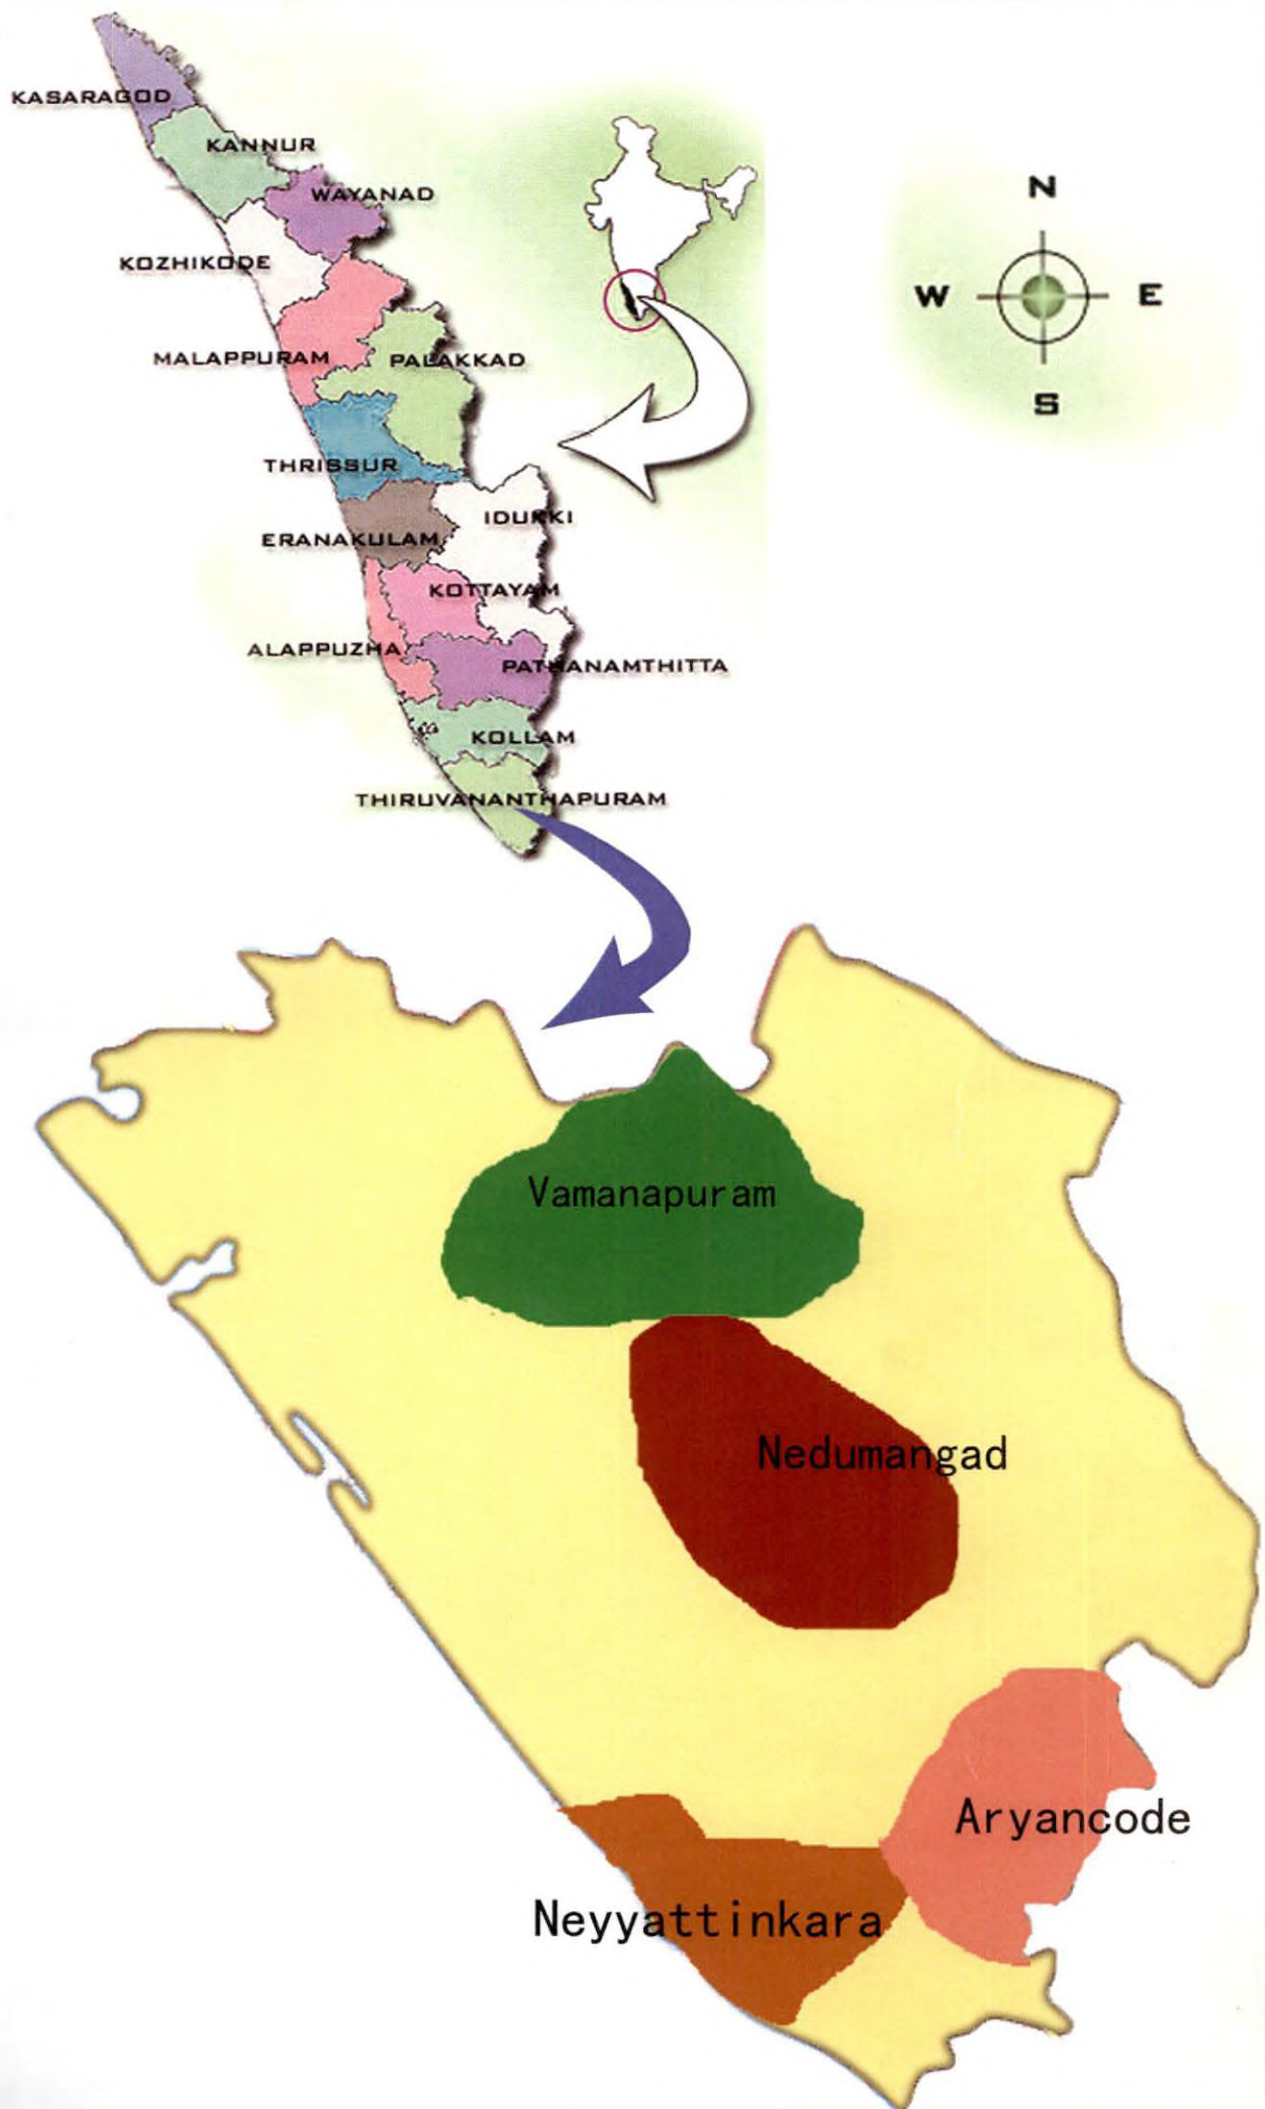 KASARAGOD
KANNUR
WAYANAD
N
KOZHIKODE
W
E
MALAPPURAM
PALAKKAD
S
THRISSUR
IDUKKI
ERANAKULAM
KOTTAYAM
ALAPPUZHA
PATHANAMTHITTA
KOLLAM
THIRUVANANTHAPURAM
Vamanapuram
Nedumangad
Aryancode
Neyyattinkara